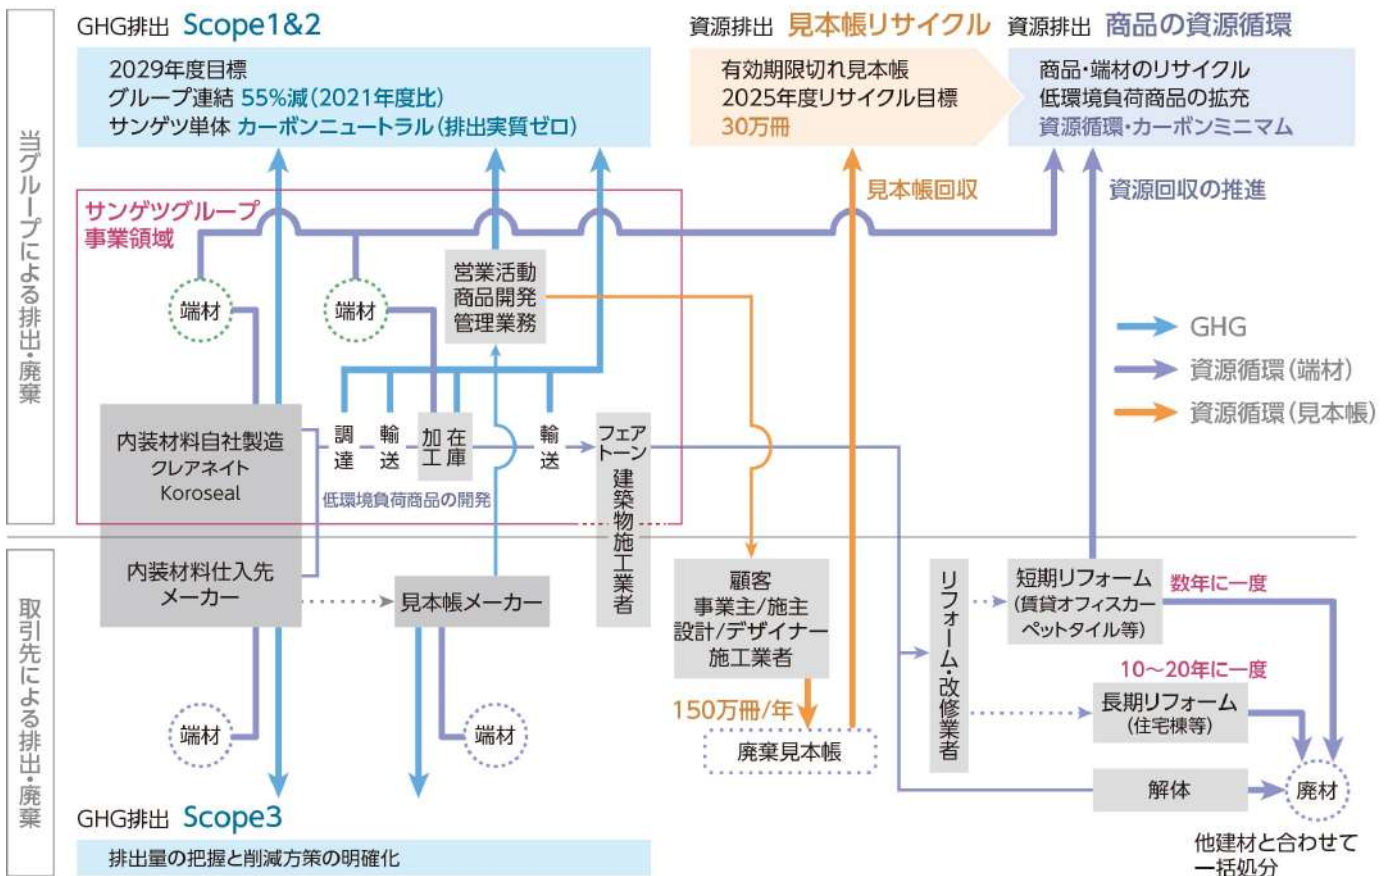 当グループによる排出・廃棄
GHG排出 Scope1&2
2029年度目標
グループ連結 55%減(2021年度比)
サンゲツ単体 カーボンニュートラル(排出実質ゼロ)
資源排出 見本帳リサイクル
有効期限切れ見本帳
2025年度リサイクル目標
30万冊
資源排出 商品の資源循環
商品・端材のリサイクル
低環境負荷商品の拡充
資源循環・カーボンミニマム
見本帳回収
資源回収の推進
サンゲツグループ
事業領域
端材
端材
営業活動
商品開発
管理業務
GHG
資源循環(端材)
資源循環(見本帳)
内装材料自社製造
クレアネイト
Koroseal
調達
輸送
加工
在庫
輸送
フェアトーン
建築物施工業者
低環境負荷商品の開発
取引先による排出・廃棄
内装材料仕入先
メーカー
見本帳メーカー
顧客
事業主/施主
設計/デザイナー
施工業者
リフォーム・改修業者
短期リフォーム
(賃貸オフィスカー
ペットタイル等)
数年に一度
10〜20年に一度
長期リフォーム
(住宅棟等)
150万冊/年
廃棄見本帳
端材
端材
解体
廃材
他建材と合わせて
一括処分
GHG排出 Scope3
排出量の把握と削減方策の明確化